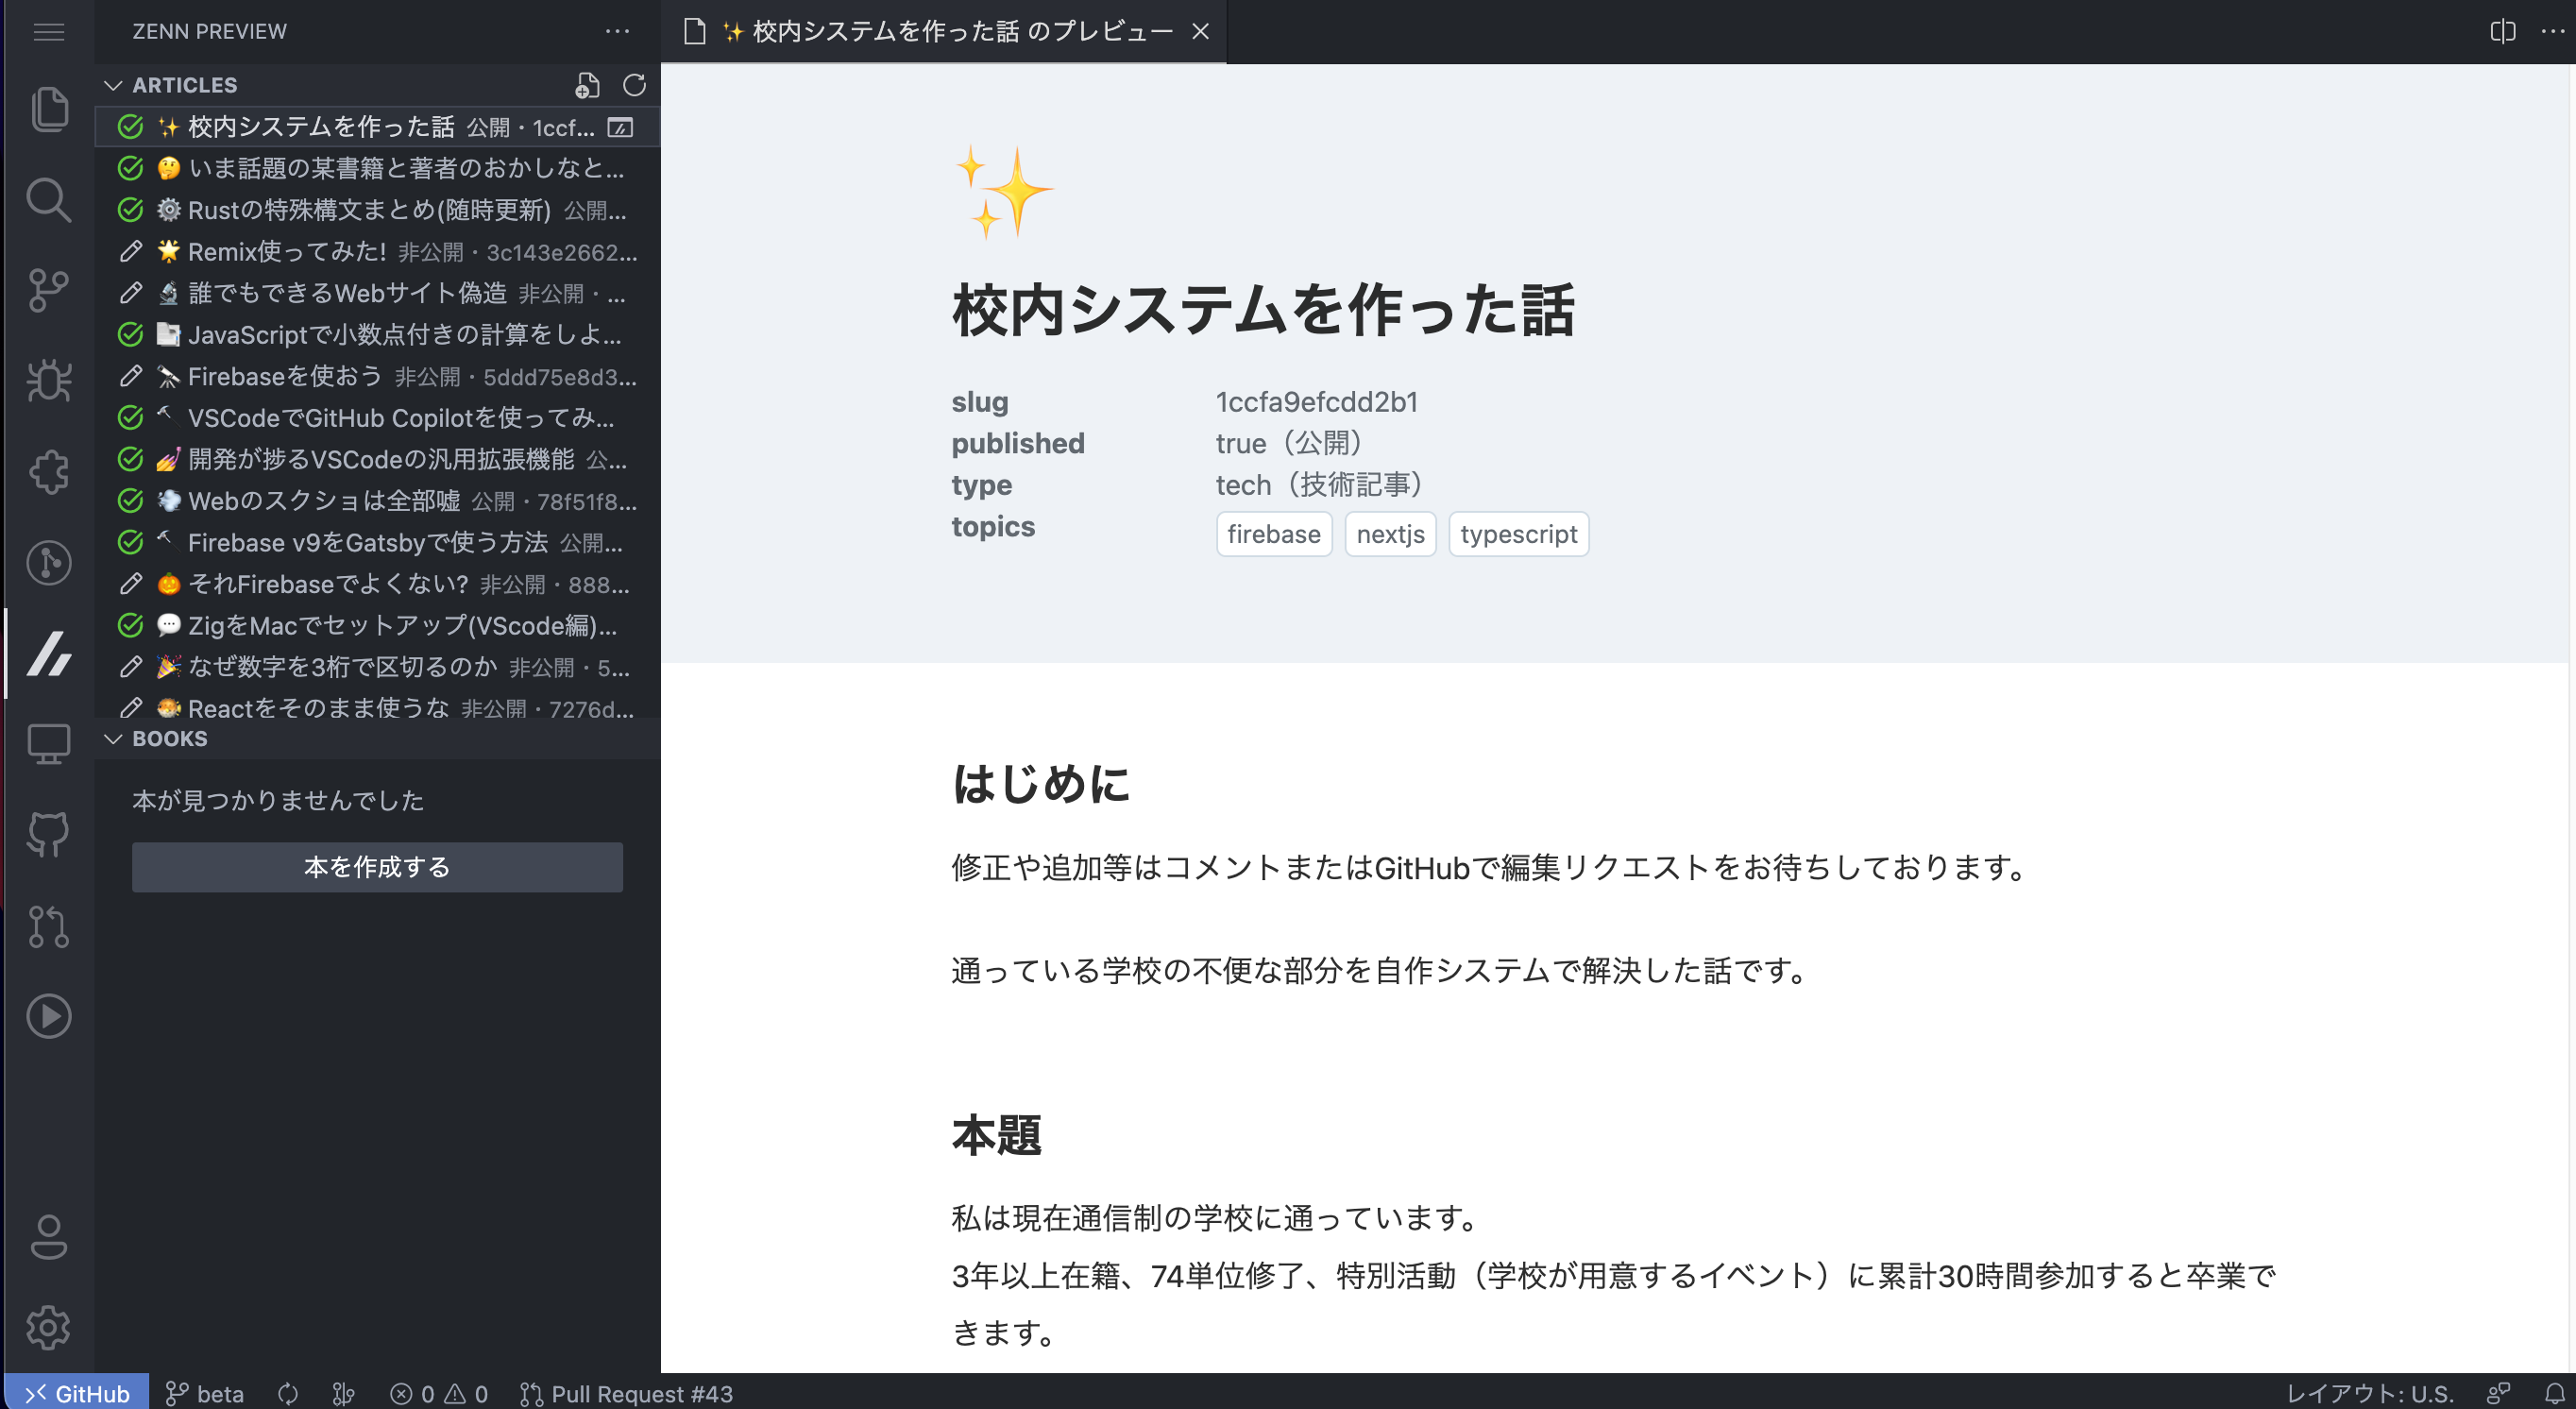 ZENN PREVIEW
ARTICLES
校内システムを作った話 公開・1ccf...
いま話題の某書籍と著者のおかしなと...
Rustの特殊構文まとめ(随時更新) 公開...
Remix使ってみた! 非公開・3c143e2662...
誰でもできるWebサイト偽造 非公開・...
JavaScriptで小数点付きの計算をしよ...
Firebaseを使おう 非公開・5ddd75e8d3...
VSCodeでGitHub Copilotを使ってみ...
開発が捗るVSCodeの汎用拡張機能 公...
Webのスクショは全部嘘 公開・78f51f8...
Firebase v9をGatsbyで使う方法 公開...
それFirebaseでよくない? 非公開・888...
ZigをMacでセットアップ(VScode編)...
なぜ数字を3桁で区切るのか 非公開・5...
Reactをそのまま使うな 非公開・7276d...
BOOKS
本が見つかりませんでした
本を作成する
✨ 校内システムを作った話 のプレビュー
校内システムを作った話
slug 1ccfa9efcdd2b1
published true（公開）
type tech（技術記事）
topics firebase nextjs typescript
はじめに
修正や追加等はコメントまたはGitHubで編集リクエストをお待ちしております。
通っている学校の不便な部分を自作システムで解決した話です。
本題
私は現在通信制の学校に通っています。
3年以上在籍、74単位修了、特別活動（学校が用意するイベント）に累計30時間参加すると卒業で
きます。
GitHub beta 0 0 Pull Request #43 レイアウト: U.S.